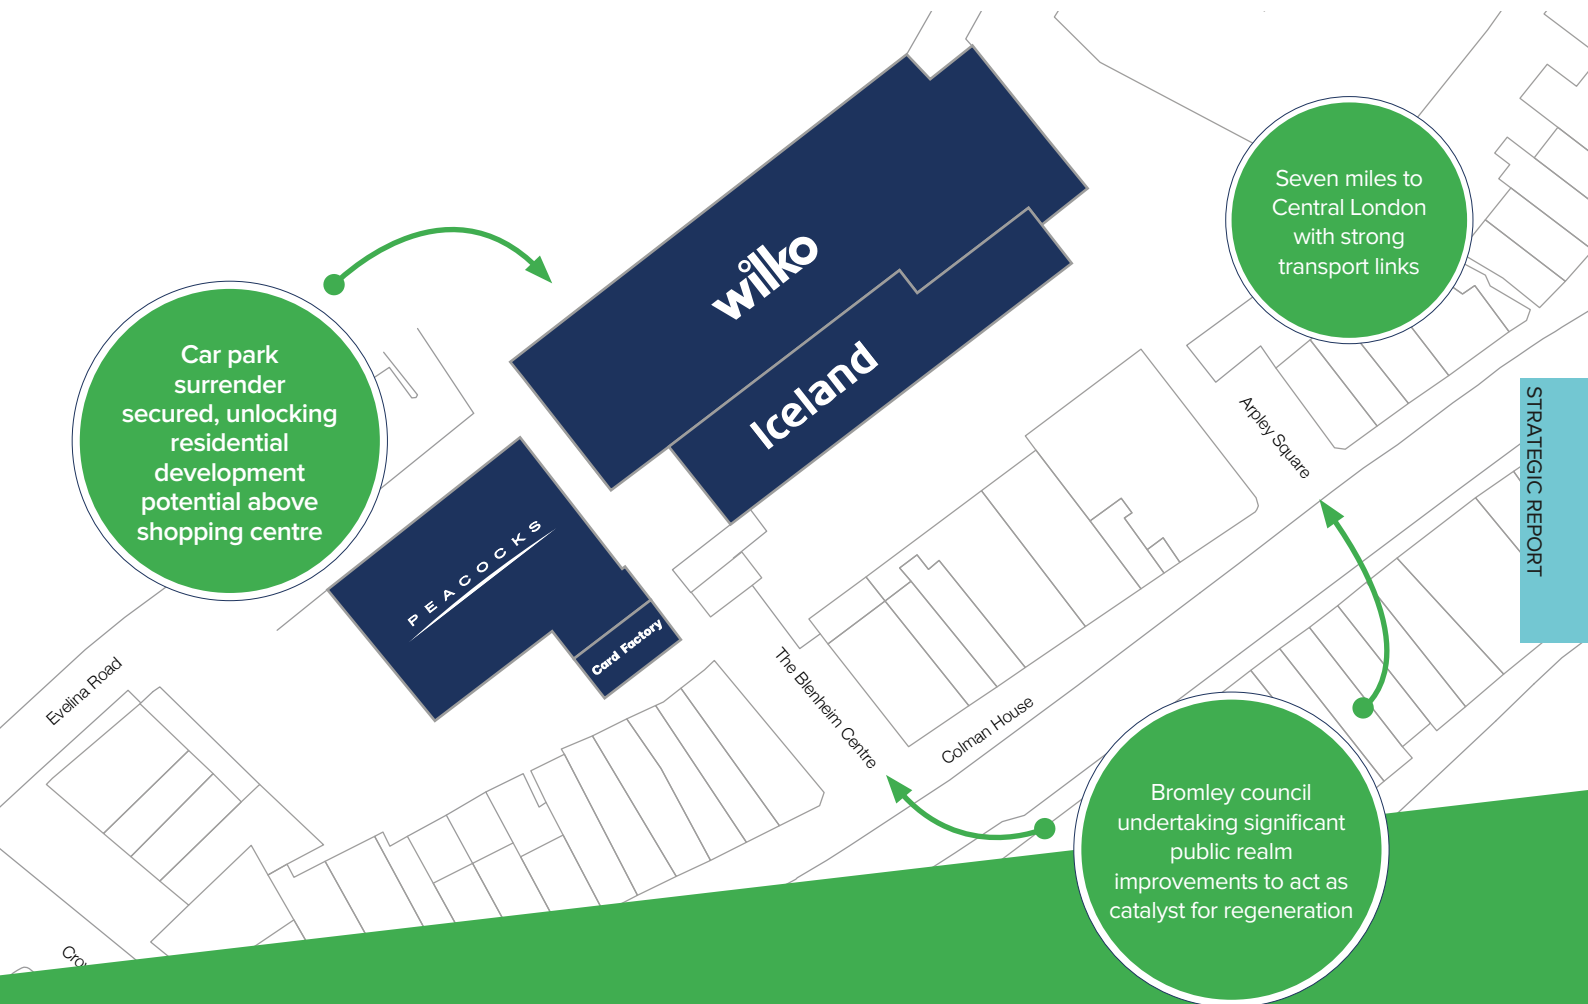 wilko
Iceland
PEACOCKS
Card Factory
Seven miles to
Central London
with strong
transport links
Car park
surrender
secured, unlocking
residential
development
potential above
shopping centre
Arpley Square
STRATEGIC REPORT
Evelina Road
The Blenheim Centre
Colman House
Bromley council
undertaking significant
public realm
improvements to act as
catalyst for regeneration